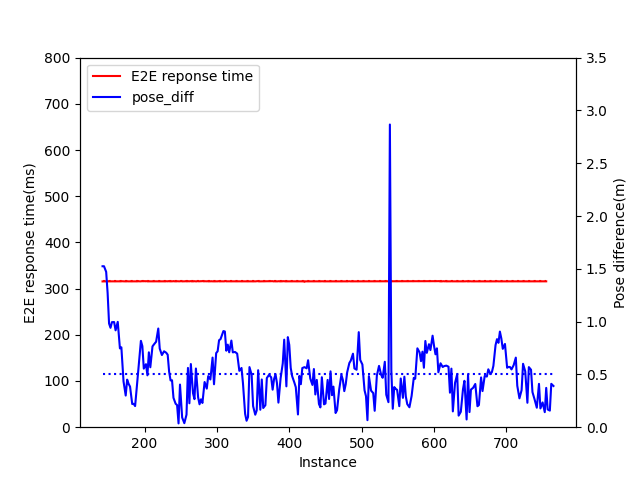 E2E reponse time
pose_diff
800
700
600
500
400
300
200
100
0
E2E response time(ms)
3.5
3.0
2.5
2.0
1.5
1.0
0.5
0.0
Pose difference(m)
200 300 400 500 600 700
Instance